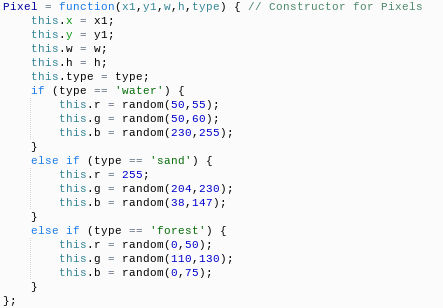 Pixel = function(x1,y1,w,h,type) { // Constructor for Pixels
    this.x = x1;
    this.y = y1;
    this.w = w;
    this.h = h;
    this.type = type;
    if (type == 'water') {
        this.r = random(50,55);
        this.g = random(50,60);
        this.b = random(230,255);
    }
    else if (type == 'sand') {
        this.r = 255;
        this.g = random(204,230);
        this.b = random(38,147);
    }
    else if (type == 'forest') {
        this.r = random(0,50);
        this.g = random(110,130);
        this.b = random(0,75);
    }
};